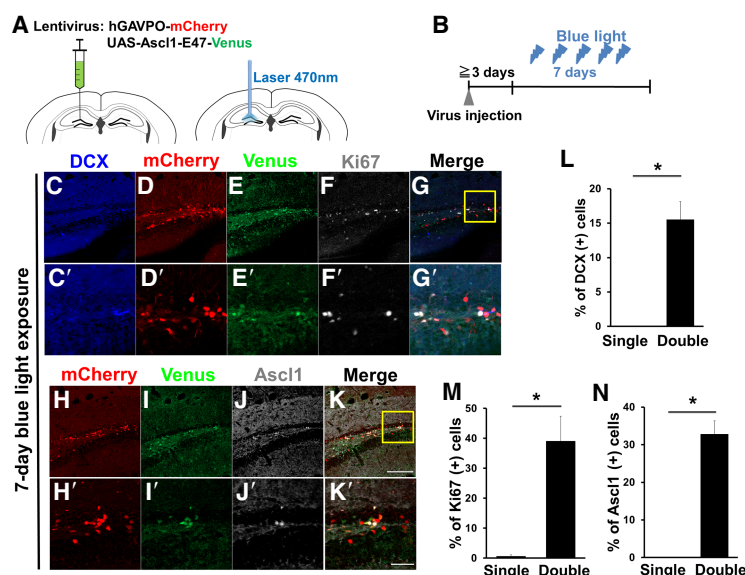 A
Lentivirus: hGAVPO-mCherry
UAS-Ascl1-E47-Venus
Laser 470nm
B
Blue light
≧ 3 days
7 days
Virus injection
7-day blue light exposure
DCX mCherry Venus Ki67 Merge
C D E F G
C′ D′ E′ F′ G′
mCherry Venus Ascl1 Merge
H I J K
H′ I′ J′ K′
L
*
% of DCX (+) cells
20
15
10
5
0
Single Double
M
*
% of Ki67 (+) cells
50
40
30
20
10
0
Single Double
N
*
% of Ascl1 (+) cells
40
30
20
10
0
Single Double